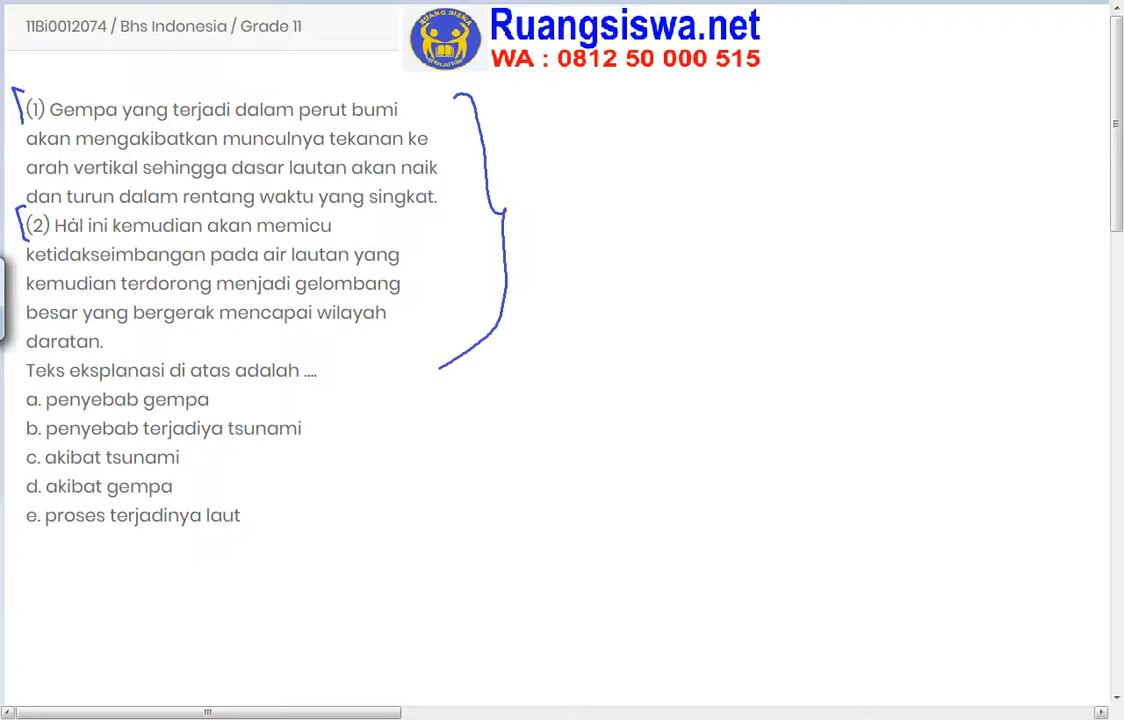 11Bi0012074 / Bhs Indonesia / Grade 11
RUANG SISWA
EDUCATION
Ruangsiswa.net
WA : 0812 50 000 515
(1) Gempa yang terjadi dalam perut bumi
akan mengakibatkan munculnya tekanan ke
arah vertikal sehingga dasar lautan akan naik
dan turun dalam rentang waktu yang singkat.
(2) Hal ini kemudian akan memicu
ketidakseimbangan pada air lautan yang
kemudian terdorong menjadi gelombang
besar yang bergerak mencapai wilayah
daratan.
Teks eksplanasi di atas adalah ....
a. penyebab gempa
b. penyebab terjadiya tsunami
c. akibat tsunami
d. akibat gempa
e. proses terjadinya laut